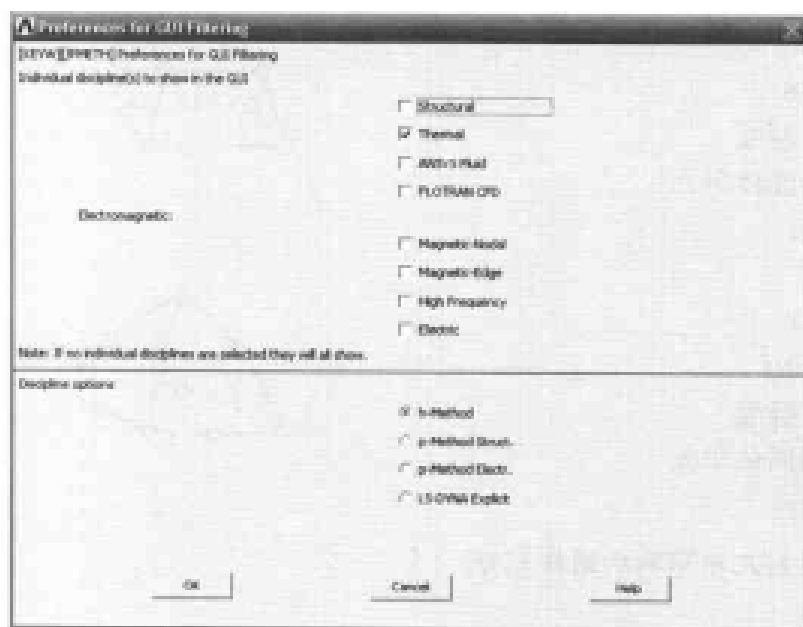 Preferences for GUI Filtering
[KEYW][/PMETH] Preferences for GUI Filtering
Individual discipline(s) to show in the GUI
Structural
Thermal
ANSYS Fluid
FLOTRAN CFD
Electromagnetic:
Magnetic-Nodal
Magnetic-Edge
High Frequency
Electric
Note: If no individual disciplines are selected they will all show.
Discipline options
h-Method
p-Method Struct.
p-Method Electr.
LS-DYNA Explicit
OK
Cancel
Help